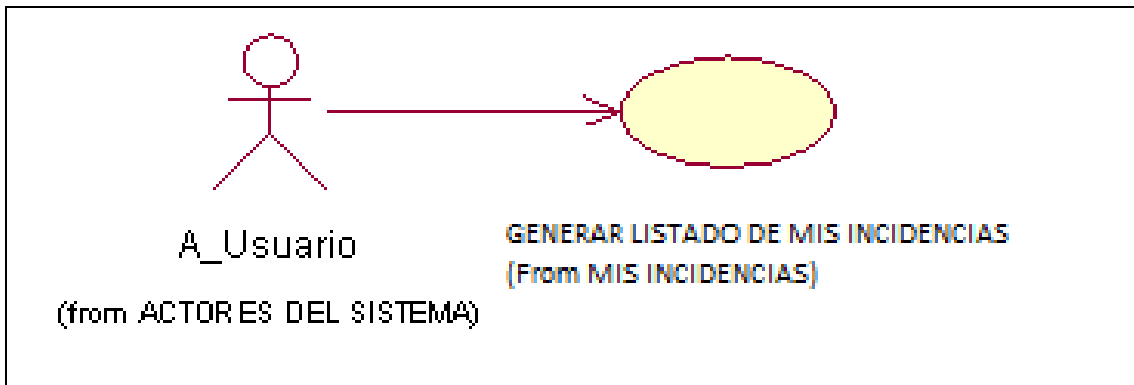 A_Usuario
(from ACTORES DEL SISTEMA)
GENERAR LISTADO DE MIS INCIDENCIAS
(From MIS INCIDENCIAS)